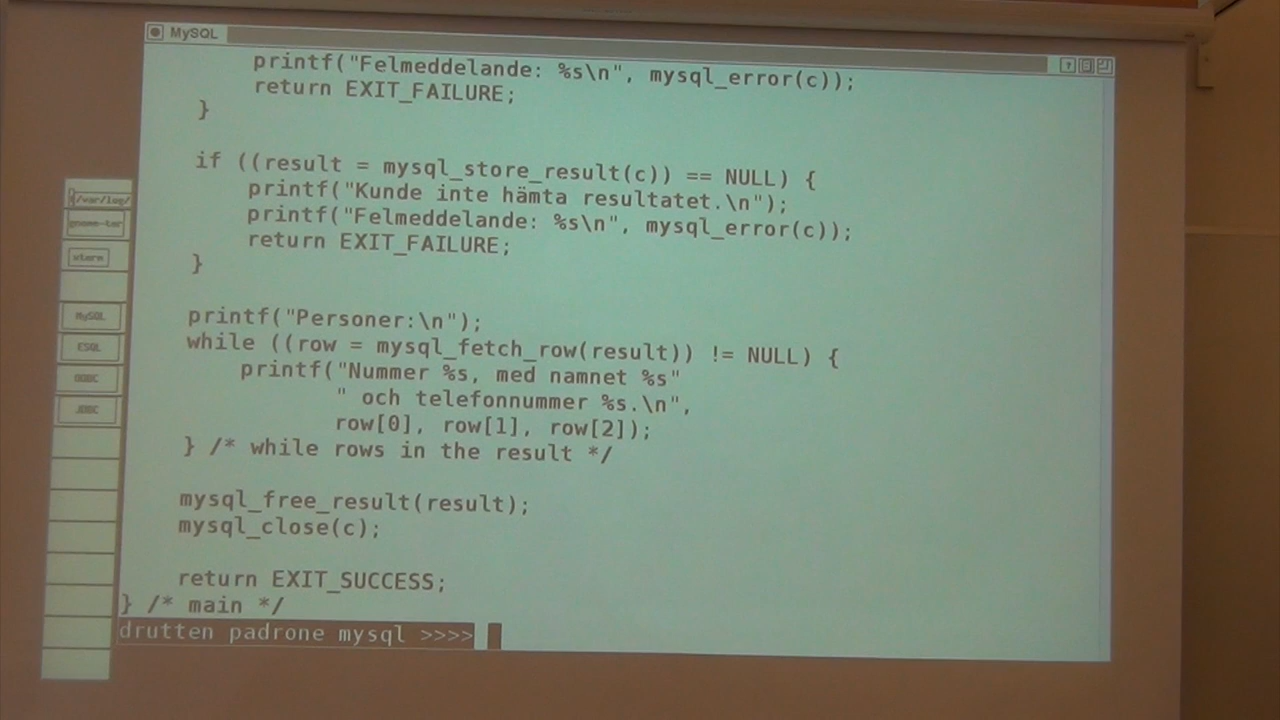 MySQL
printf("Felmeddelande: %s\n", mysql_error(c));
return EXIT_FAILURE;
}
if ((result = mysql_store_result(c)) == NULL) {
printf("Kunde inte hämta resultatet.\n");
printf("Felmeddelande: %s\n", mysql_error(c));
return EXIT_FAILURE;
}
printf("Personer:\n");
while ((row = mysql_fetch_row(result)) != NULL) {
printf("Nummer %s, med namnet %s"
" och telefonnummer %s.\n",
row[0], row[1], row[2]);
} /* while rows in the result */
mysql_free_result(result);
mysql_close(c);
return EXIT_SUCCESS;
} /* main */
drutten padrone mysql >>>>
/var/log/
gnome-ter
xterm
MySQL
ESQL
ODBC
JDBC